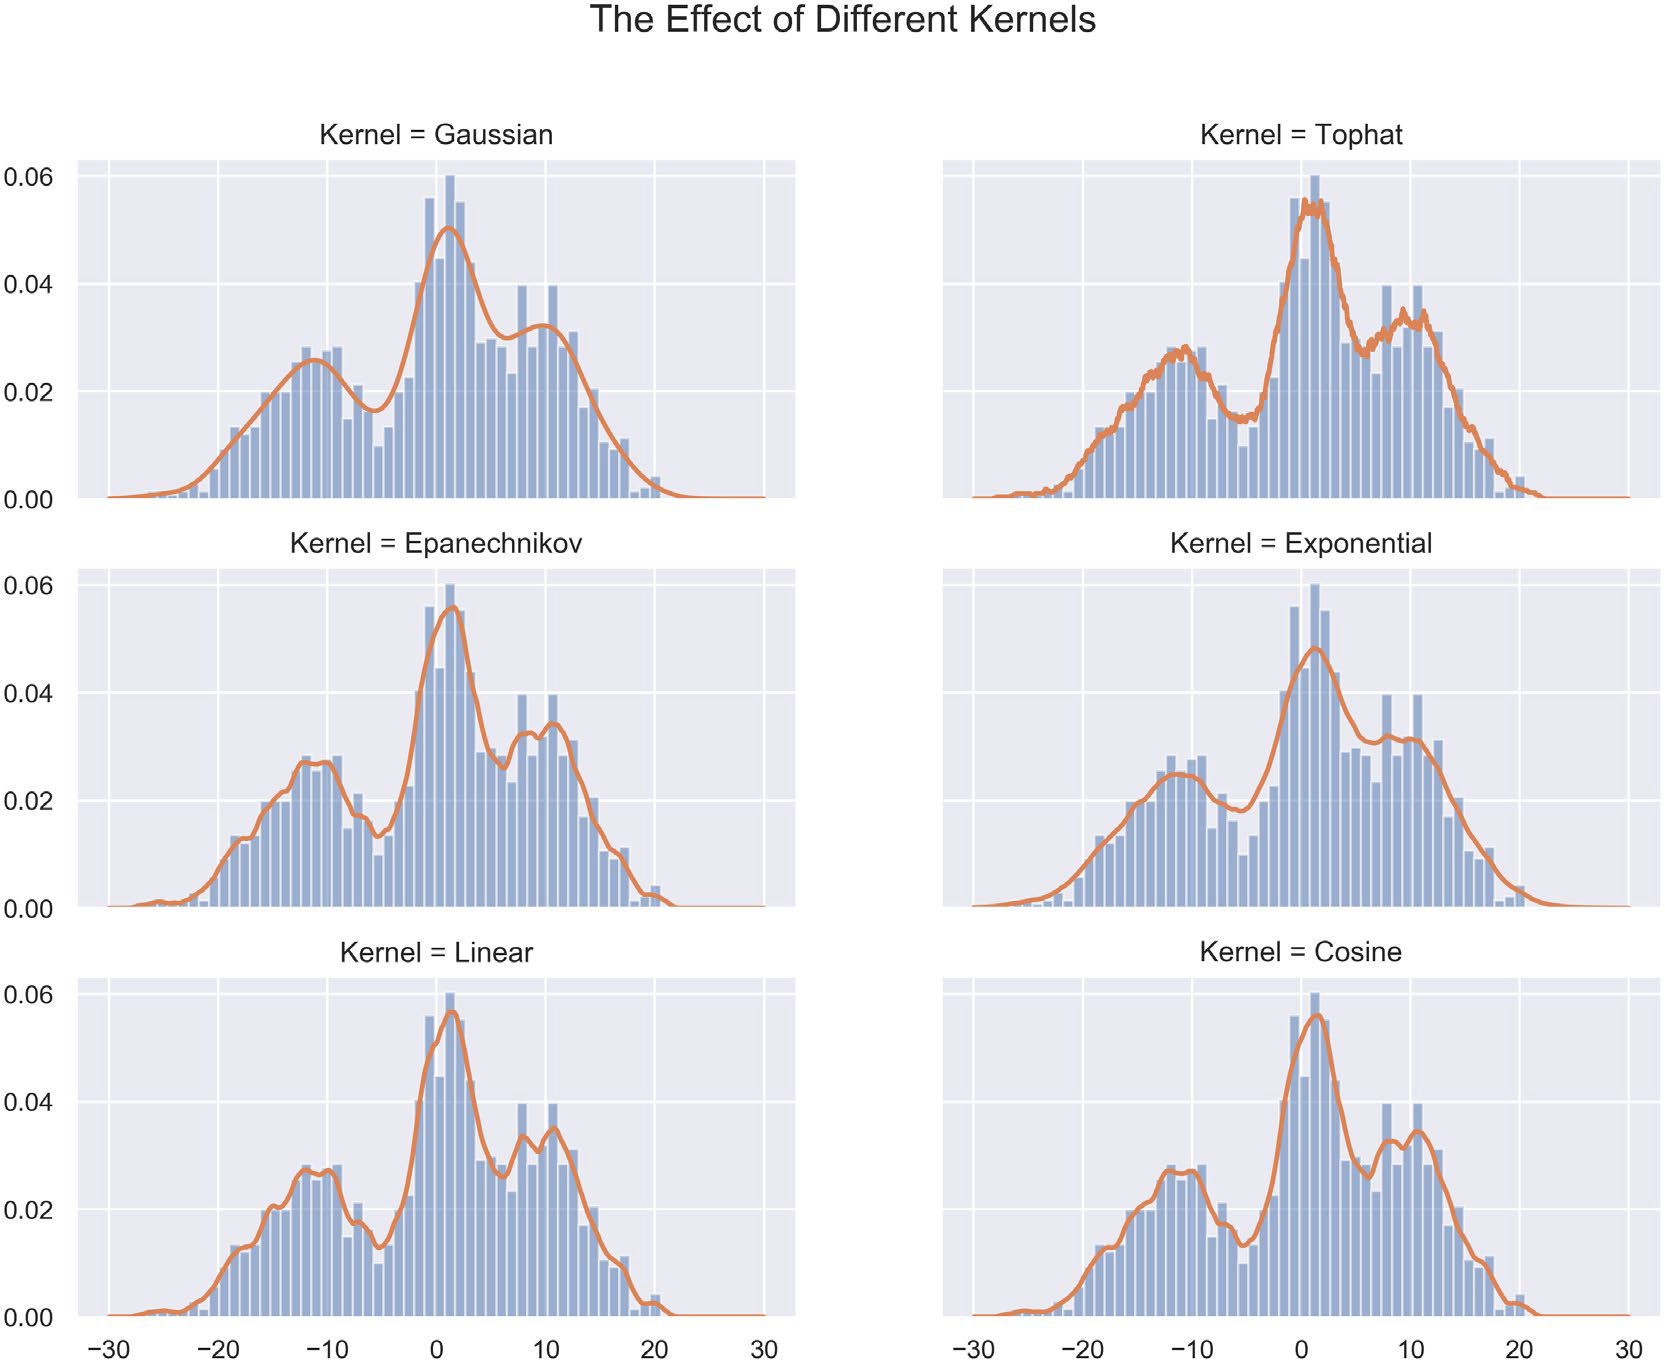 The Effect of Different Kernels
Kernel = Gaussian
Kernel = Tophat
0.06
0.04
0.02
0.00
Kernel = Epanechnikov
Kernel = Exponential
0.06
0.04
0.02
0.00
Kernel = Linear
Kernel = Cosine
0.06
0.04
0.02
0.00
−30 −20 −10 0 10 20 30
−30 −20 −10 0 10 20 30